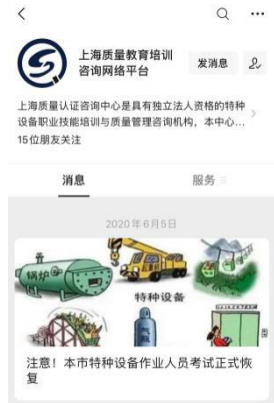 上海质量教育培训
咨询网络平台
发消息
上海质量认证咨询中心是具有独立法人资格的特种
设备职业技能培训与质量管理咨询机构，本中心...
15位朋友关注
消息
服务
2020年6月5日
锅炉
特种设备
气瓶
注意！本市特种设备作业人员考试正式恢
复